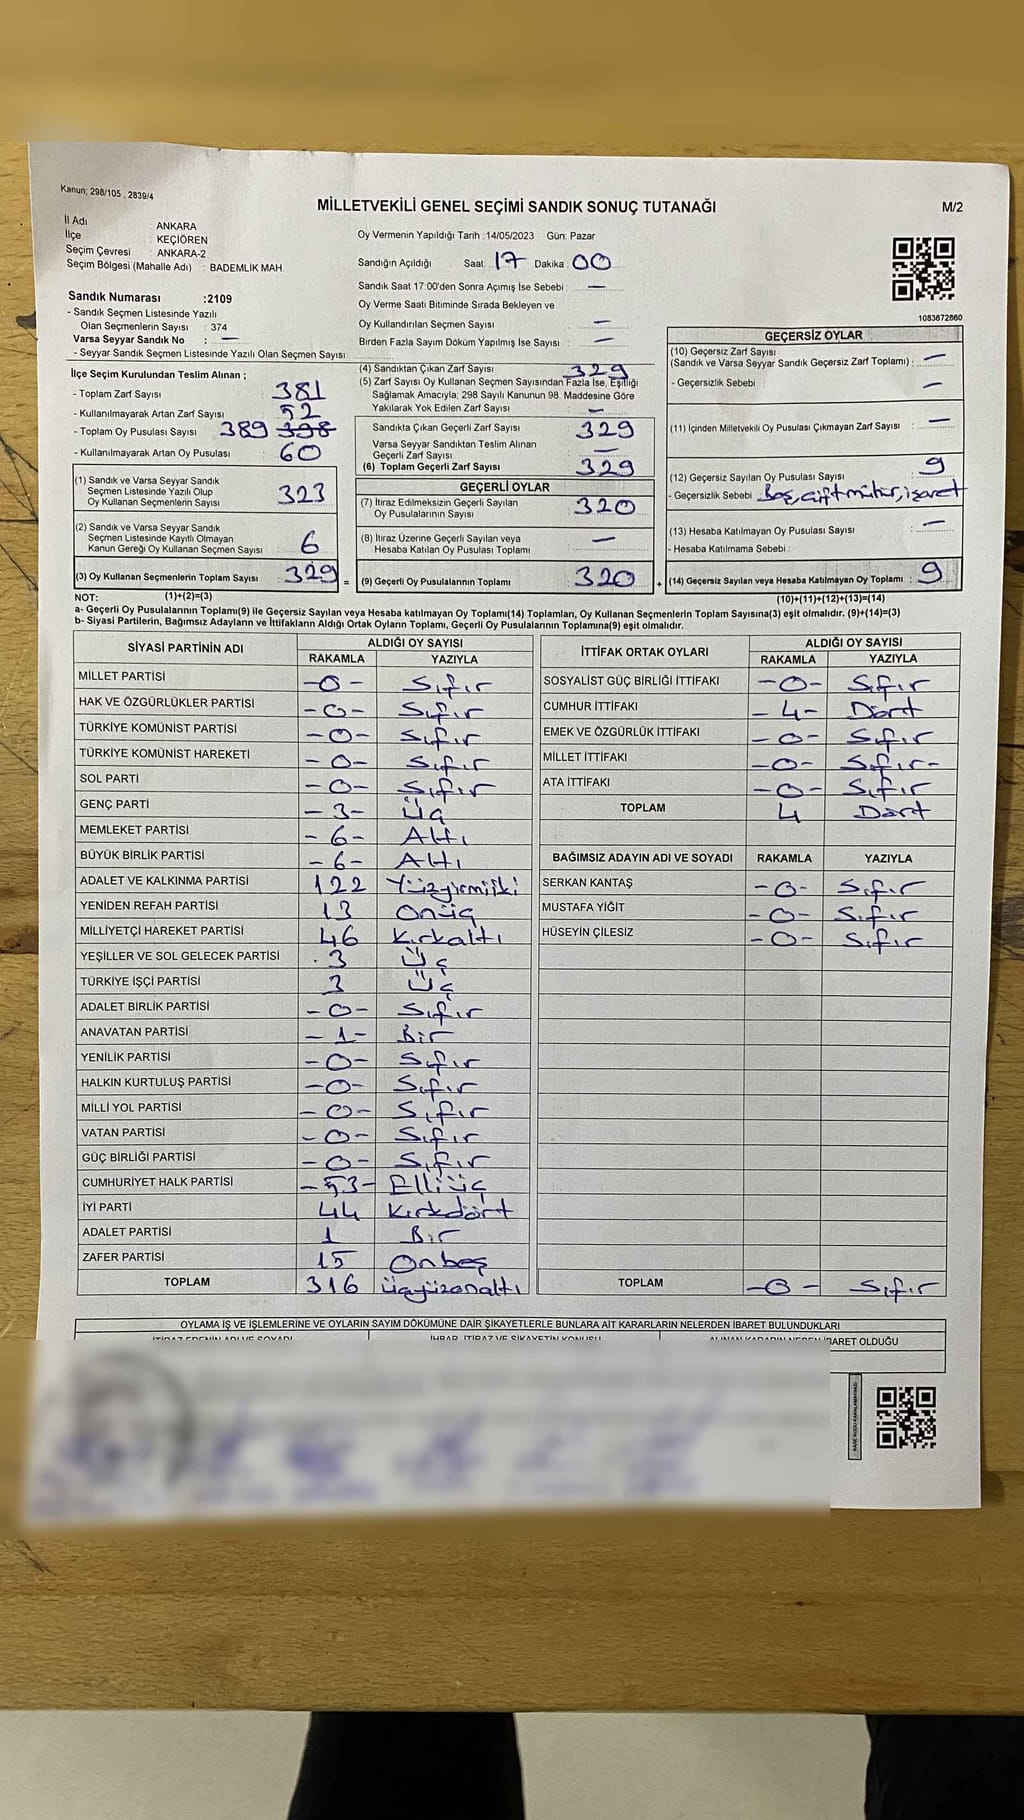 Kanun; 298/105 , 2839/4
MİLLETVEKİLİ GENEL SEÇİMİ SANDIK SONUÇ TUTANAĞI
M/2
İl Adı ANKARA
İlçe KEÇİÖREN
Seçim Çevresi : ANKARA-2
Seçim Bölgesi (Mahalle Adı) : BADEMLİK MAH.
Oy Vermenin Yapıldığı Tarih :14/05/2023 Gün: Pazar
Sandığın Açıldığı Saat: 17 Dakika : 00
Sandık Saat 17:00'den Sonra Açımış İse Sebebi : —
Oy Verme Saati Bitiminde Sırada Bekleyen ve
Oy Kullandırılan Seçmen Sayısı : —
Birden Fazla Sayım Döküm Yapılmış İse Sayısı : —
1083672860
Sandık Numarası :2109
- Sandık Seçmen Listesinde Yazılı
Olan Seçmenlerin Sayısı : 374
Varsa Seyyar Sandık No : —
- Seyyar Sandık Seçmen Listesinde Yazılı Olan Seçmen Sayısı:
İlçe Seçim Kurulundan Teslim Alınan ;
- Toplam Zarf Sayısı : 381
- Kullanılmayarak Artan Zarf Sayısı : 52
- Toplam Oy Pusulası Sayısı 389 398
- Kullanılmayarak Artan Oy Pusulası : 60
(1) Sandık ve Varsa Seyyar Sandık
Seçmen Listesinde Yazılı Olup
Oy Kullanan Seçmenlerin Sayısı : 323
(2) Sandık ve Varsa Seyyar Sandık
Seçmen Listesinde Kayıtlı Olmayan
Kanun Gereği Oy Kullanan Seçmen Sayısı : 6
(3) Oy Kullanan Seçmenlerin Toplam Sayısı : 329 =
(1)+(2)=(3)
(4) Sandıktan Çıkan Zarf Sayısı : 329
(5) Zarf Sayısı Oy Kullanan Seçmen Sayısından Fazla İse, Eşitliği
Sağlamak Amacıyla; 298 Sayılı Kanunun 98. Maddesine Göre
Yakılarak Yok Edilen Zarf Sayısı : —
Sandıkta Çıkan Geçerli Zarf Sayısı : 329
Varsa Seyyar Sandıktan Teslim Alınan
Geçerli Zarf Sayısı : —
(6) Toplam Geçerli Zarf Sayısı : 329
GEÇERLİ OYLAR
(7) İtiraz Edilmeksizin Geçerli Sayılan
Oy Pusulalarının Sayısı : 320
(8) İtiraz Üzerine Geçerli Sayılan veya
Hesaba Katılan Oy Pusulası Toplamı : —
(9) Geçerli Oy Pusulalarının Toplamı : 320 +
GEÇERSİZ OYLAR
(10) Geçersiz Zarf Sayısı
(Sandık ve Varsa Seyyar Sandık Geçersiz Zarf Toplamı) : —
- Geçersizlik Sebebi : —
(11) İçinden Milletvekili Oy Pusulası Çıkmayan Zarf Sayısı : —
(12) Geçersiz Sayılan Oy Pusulası Sayısı : 9
- Geçersizlik Sebebi : Boş, çift mühür, işaret
(13) Hesaba Katılmayan Oy Pusulası Sayısı : —
- Hesaba Katılmama Sebebi :
(14) Geçersiz Sayılan veya Hesaba Katılmayan Oy Toplamı : 9
(10)+(11)+(12)+(13)=(14)
NOT:
a- Geçerli Oy Pusulalarının Toplamı(9) ile Geçersiz Sayılan veya Hesaba katılmayan Oy Toplamı(14) Toplamları, Oy Kullanan Seçmenlerin Toplam Sayısına(3) eşit olmalıdır. (9)+(14)=(3)
b- Siyasi Partilerin, Bağımsız Adayların ve İttifakların Aldığı Ortak Oyların Toplamı, Geçerli Oy Pusulalarının Toplamına(9) eşit olmalıdır.
SİYASİ PARTİNİN ADI ALDIĞI OY SAYISI
RAKAMLA YAZIYLA
MİLLET PARTİSİ -0- Sıfır
HAK VE ÖZGÜRLÜKLER PARTİSİ -0- Sıfır
TÜRKİYE KOMÜNİST PARTİSİ -0- Sıfır
TÜRKİYE KOMÜNİST HAREKETİ -0- Sıfır
SOL PARTİ -0- Sıfır
GENÇ PARTİ -3- Üç
MEMLEKET PARTİSİ -6- Altı
BÜYÜK BİRLİK PARTİSİ -6- Altı
ADALET VE KALKINMA PARTİSİ 122 Yüzyirmiiki
YENİDEN REFAH PARTİSİ 13 Onüç
MİLLİYETÇİ HAREKET PARTİSİ 46 Kırkaltı
YEŞİLLER VE SOL GELECEK PARTİSİ 3 Üç
TÜRKİYE İŞÇİ PARTİSİ 3 Üç
ADALET BİRLİK PARTİSİ -0- Sıfır
ANAVATAN PARTİSİ -1- Bir
YENİLİK PARTİSİ -0- Sıfır
HALKIN KURTULUŞ PARTİSİ -0- Sıfır
MİLLİ YOL PARTİSİ -0- Sıfır
VATAN PARTİSİ -0- Sıfır
GÜÇ BİRLİĞİ PARTİSİ -0- Sıfır
CUMHURİYET HALK PARTİSİ -53- Elliüç
İYİ PARTİ 44 Kırkdört
ADALET PARTİSİ 1 Bir
ZAFER PARTİSİ 15 Onbeş
TOPLAM 316 Üçyüzonaltı
İTTİFAK ORTAK OYLARI ALDIĞI OY SAYISI
RAKAMLA YAZIYLA
SOSYALİST GÜÇ BİRLİĞİ İTTİFAKI -0- Sıfır
CUMHUR İTTİFAKI -4- Dört
EMEK VE ÖZGÜRLÜK İTTİFAKI -0- Sıfır
MİLLET İTTİFAKI -0- Sıfır-
ATA İTTİFAKI -0- Sıfır
TOPLAM 4 Dört
BAĞIMSIZ ADAYIN ADI VE SOYADI RAKAMLA YAZIYLA
SERKAN KANTAŞ -0- Sıfır
MUSTAFA YİĞİT -0- Sıfır
HÜSEYİN ÇİLESİZ -0- Sıfır
TOPLAM -0- Sıfır
OYLAMA İŞ VE İŞLEMLERİNE VE OYLARIN SAYIM DÖKÜMÜNE DAİR ŞİKAYETLERLE BUNLARA AİT KARARLARIN NELERDEN İBARET BULUNDUKLARI
İTİRAZ EDENİN ADI VE SOYADI İHBAR, İTİRAZ VE ŞİKAYETİN KONUSU ALINAN KARARIN NEDEN İBARET OLDUĞU